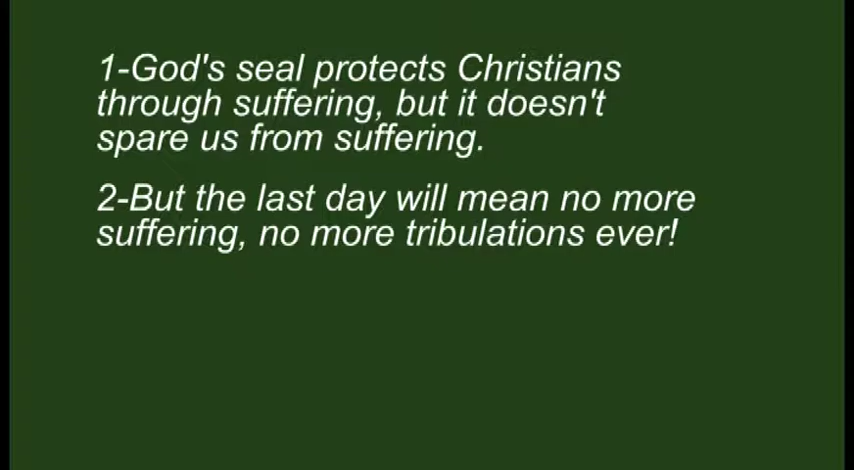 1-God's seal protects Christians
through suffering, but it doesn't
spare us from suffering.
2-But the last day will mean no more
suffering, no more tribulations ever!